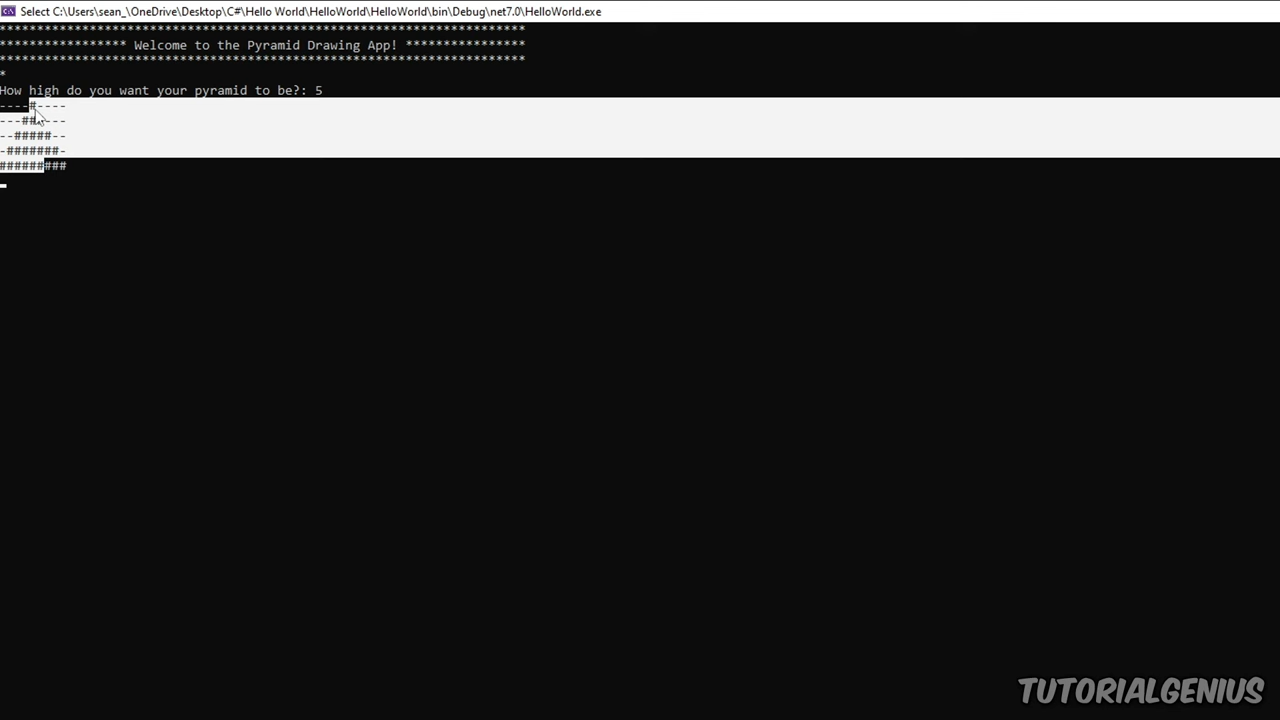 Select C:\Users\sean_\OneDrive\Desktop\C#\Hello World\HelloWorld\HelloWorld\bin\Debug\net7.0\HelloWorld.exe
**********************************************************************
***************** Welcome to the Pyramid Drawing App! ****************
**********************************************************************
*
How high do you want your pyramid to be?: 5
----#----
---###---
--#####--
-#######-
#########
TUTORIALGENIUS